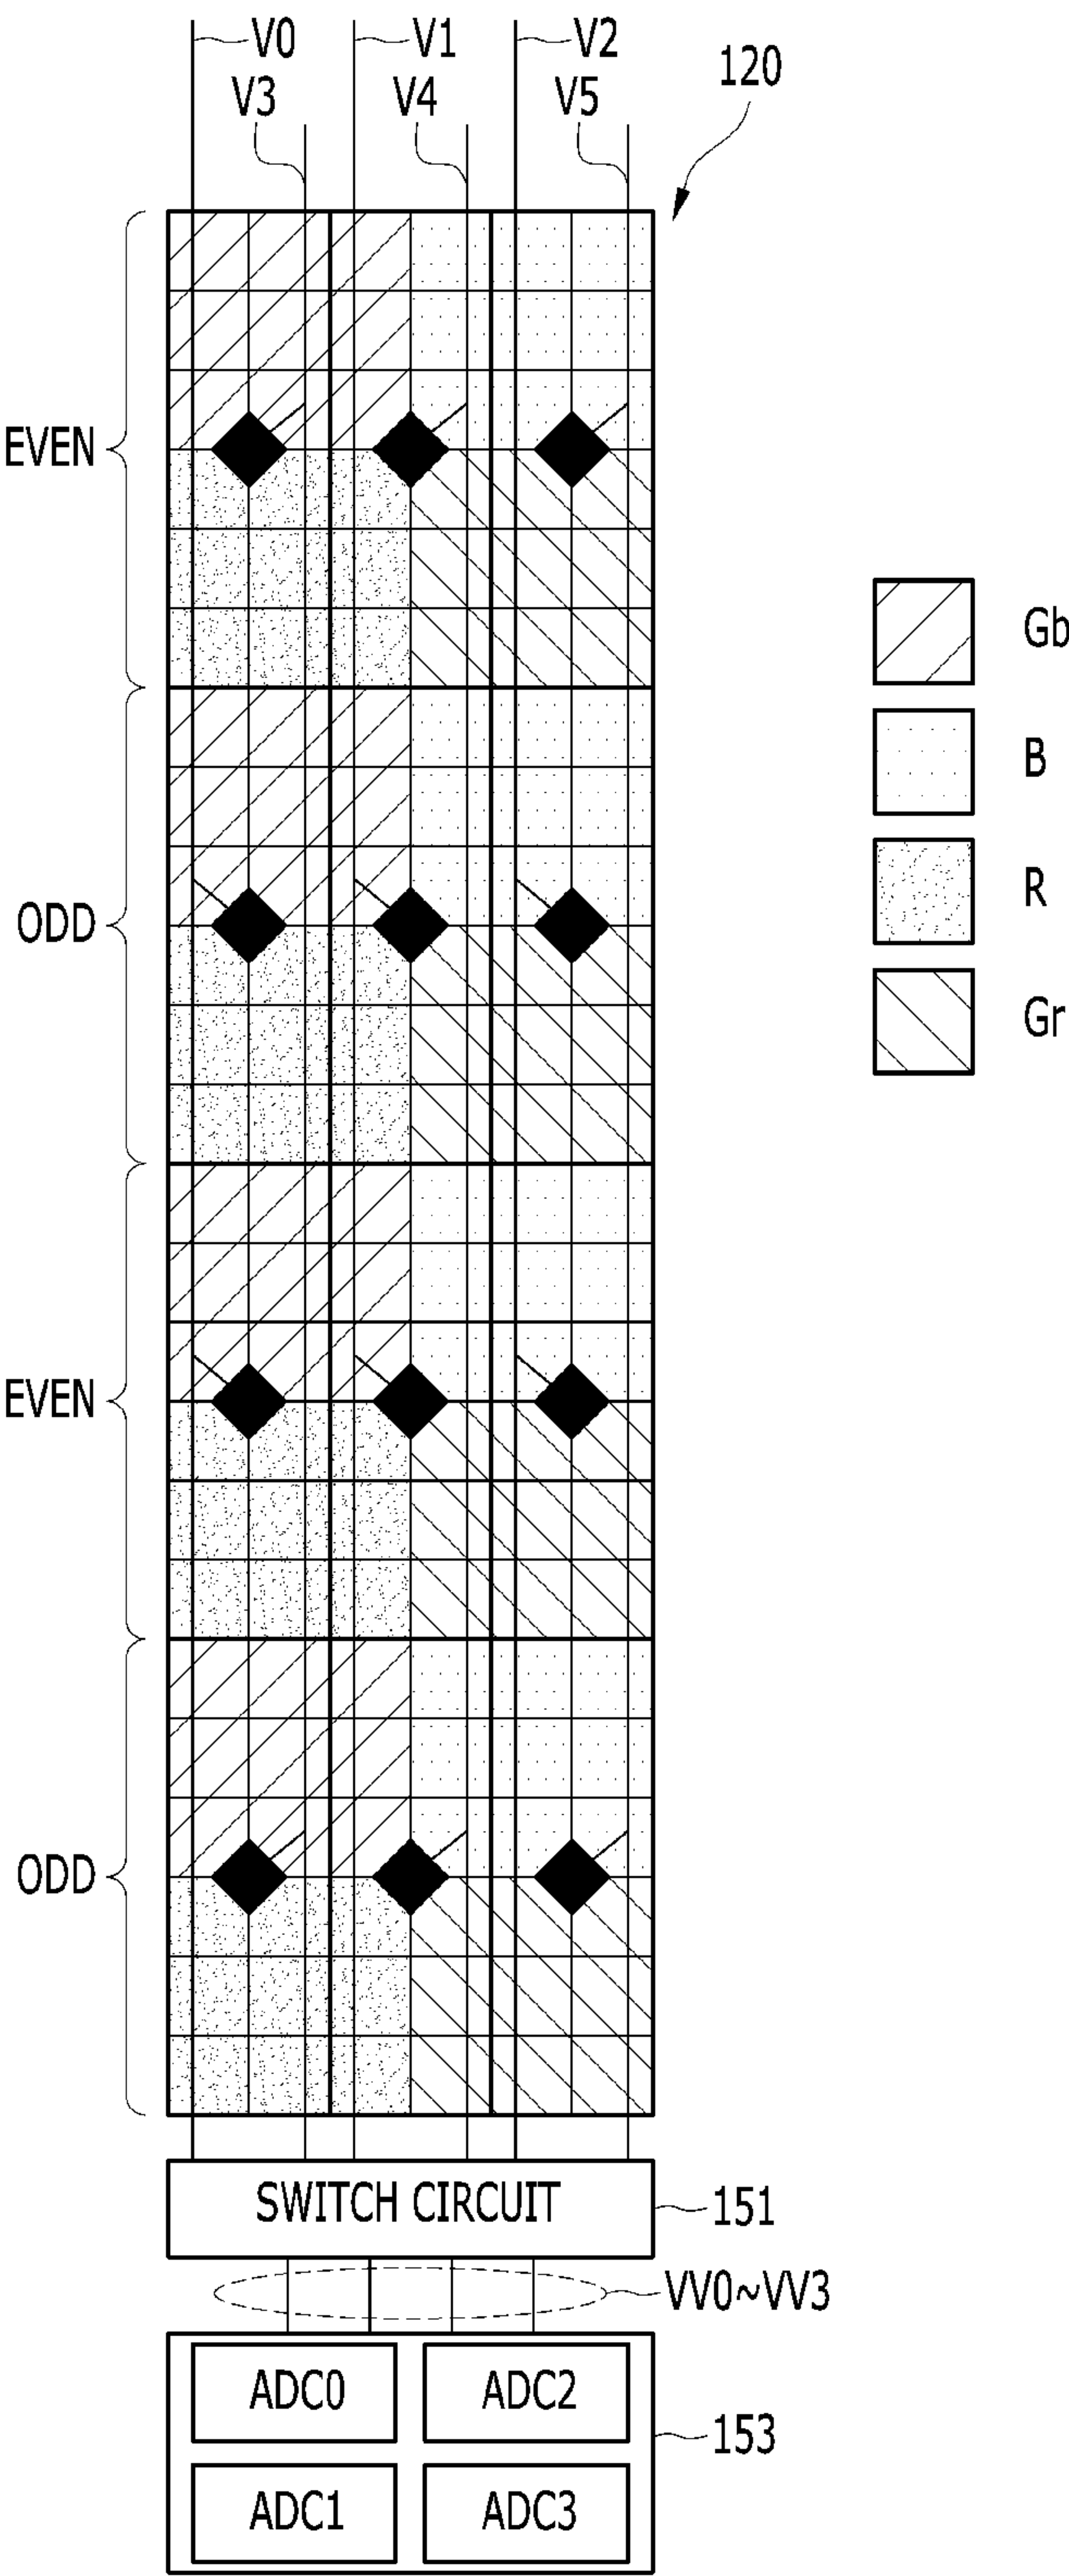 V0
V1
V2
V3
V4
V5
120
EVEN
Gb
B
R
ODD
Gr
EVEN
ODD
SWITCH CIRCUIT
151
VV0~VV3
ADC0
ADC2
153
ADC1
ADC3